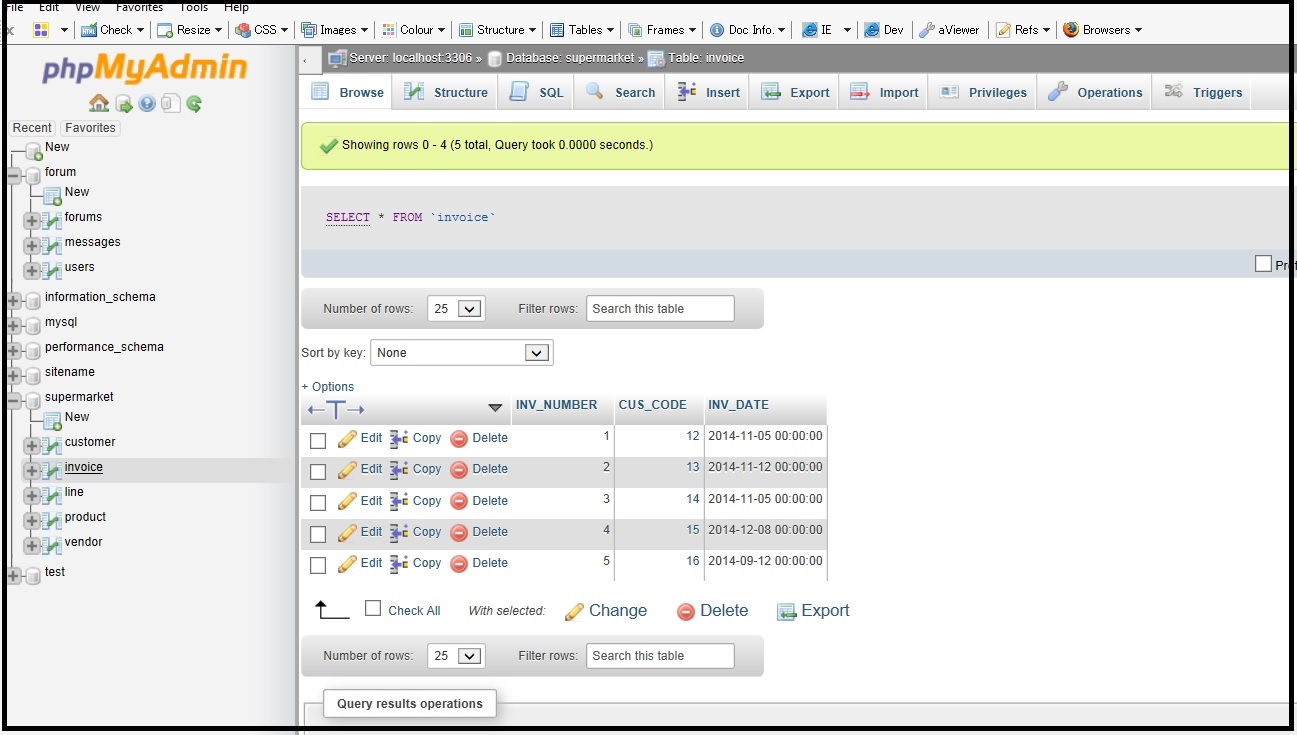 File Edit View Favorites Tools Help
x Check Resize CSS Images Colour Structure Tables Frames Doc Info. IE Dev aViewer Refs Browsers
phpMyAdmin
Recent Favorites
New
forum
New
forums
messages
users
information_schema
mysql
performance_schema
sitename
supermarket
New
customer
invoice
line
product
vendor
test
Server: localhost:3306 » Database: supermarket » Table: invoice
Browse Structure SQL Search Insert Export Import Privileges Operations Triggers
Showing rows 0 - 4 (5 total, Query took 0.0000 seconds.)
SELECT * FROM `invoice`
Number of rows: 25 Filter rows: Search this table
Sort by key: None
+ Options
←T→ INV_NUMBER CUS_CODE INV_DATE
Edit Copy Delete 1 12 2014-11-05 00:00:00
Edit Copy Delete 2 13 2014-11-12 00:00:00
Edit Copy Delete 3 14 2014-11-05 00:00:00
Edit Copy Delete 4 15 2014-12-08 00:00:00
Edit Copy Delete 5 16 2014-09-12 00:00:00
Check All With selected: Change Delete Export
Number of rows: 25 Filter rows: Search this table
Query results operations